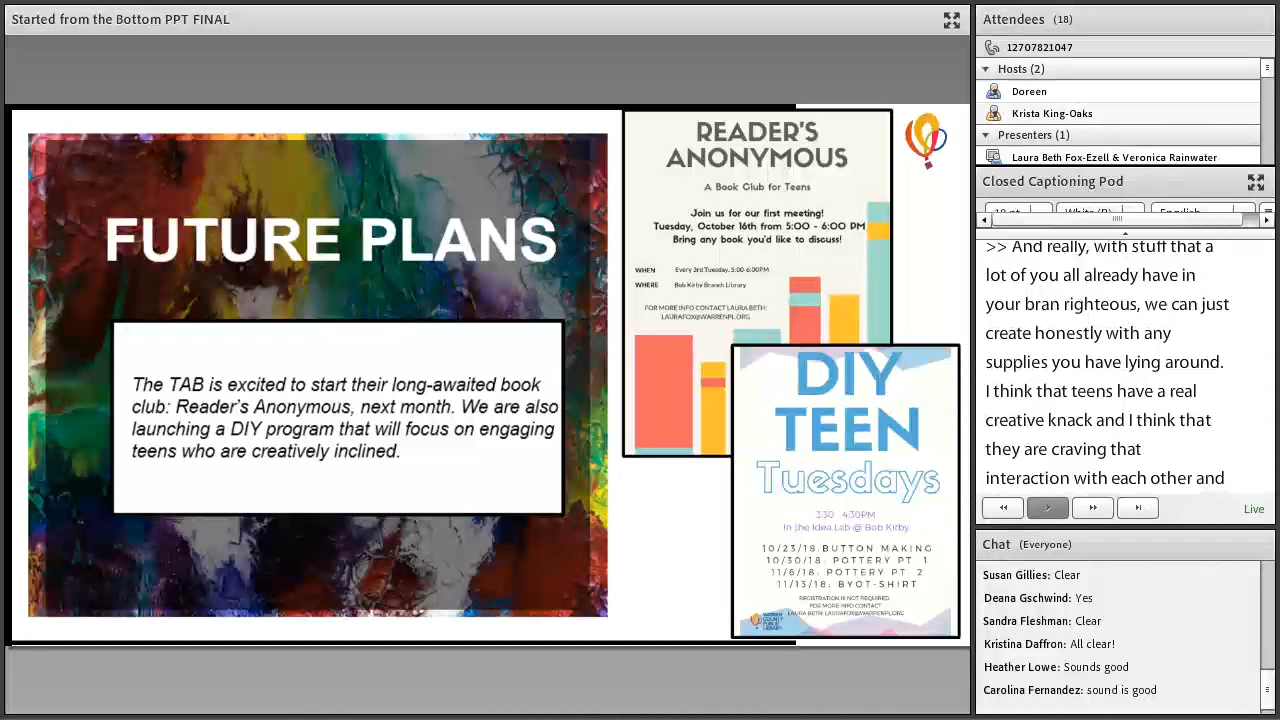 Started from the Bottom PPT FINAL
FUTURE PLANS
The TAB is excited to start their long-awaited book
club: Reader's Anonymous, next month. We are also
launching a DIY program that will focus on engaging
teens who are creatively inclined.
READER'S
ANONYMOUS
A Book Club for Teens
Join us for our first meeting!
Tuesday, October 16th from 5:00 - 6:00 PM
Bring any book you'd like to discuss!
WHEN Every 3rd Tuesday, 5:00-6:00PM
WHERE Bob Kirby Branch Library
FOR MORE INFO CONTACT LAURA BETH:
LAURAFOX@WARRENPL.ORG
DIY
TEEN
Tuesdays
3:30 4:30PM
In the Idea Lab @ Bob Kirby
10/23/18: BUTTON MAKING
10/30/18: POTTERY PT 1
11/6/18: POTTERY PT 2
11/13/18: BYOT-SHIRT
REGISTRATION IS NOT REQUIRED.
FOR MORE INFO CONTACT
LAURA BETH: LAURAFOX@WARRENPL.ORG
WARREN
COUNTY
PUBLIC
LIBRARY
Attendees (18)
12707821047
Hosts (2)
Doreen
Krista King-Oaks
Presenters (1)
Laura Beth Fox-Ezell & Veronica Rainwater
Closed Captioning Pod
>> And really, with stuff that a
lot of you all already have in
your bran righteous, we can just
create honestly with any
supplies you have lying around.
I think that teens have a real
creative knack and I think that
they are craving that
interaction with each other and
Live
Chat (Everyone)
Susan Gillies: Clear
Deana Gschwind: Yes
Sandra Fleshman: Clear
Kristina Daffron: All clear!
Heather Lowe: Sounds good
Carolina Fernandez: sound is good